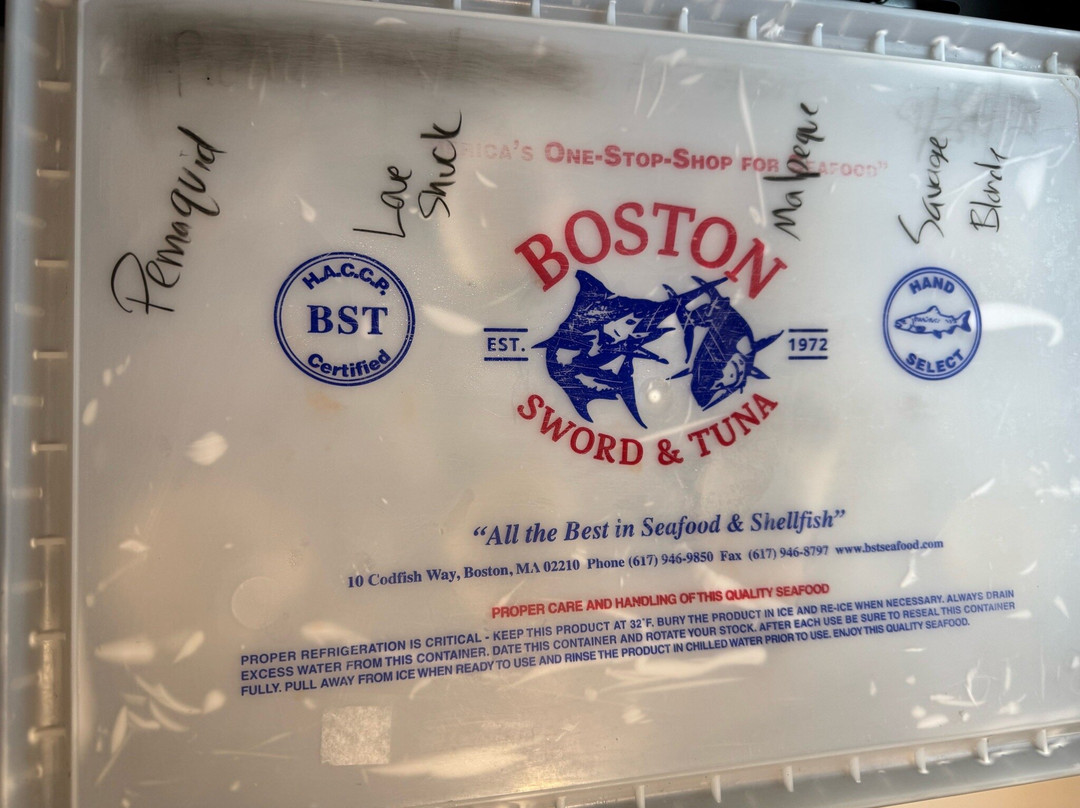 Pemaquid
Love
Shuck
Malpeque
Savage
Blonde
RICA'S ONE-STOP-SHOP FOR SEAFOOD"
H.A.C.C.P.
BST
Certified
BOSTON
EST.
1972
SWORD & TUNA
HAND
SELECT
"All the Best in Seafood & Shellfish"
10 Codfish Way, Boston, MA 02210 Phone (617) 946-9850 Fax (617) 946-8797 www.bstseafood.com
PROPER CARE AND HANDLING OF THIS QUALITY SEAFOOD
PROPER REFRIGERATION IS CRITICAL - KEEP THIS PRODUCT AT 32°F. BURY THE PRODUCT IN ICE AND RE-ICE WHEN NECESSARY. ALWAYS DRAIN
EXCESS WATER FROM THIS CONTAINER. DATE THIS CONTAINER AND ROTATE YOUR STOCK. AFTER EACH USE BE SURE TO RESEAL THIS CONTAINER
FULLY. PULL AWAY FROM ICE WHEN READY TO USE AND RINSE THE PRODUCT IN CHILLED WATER PRIOR TO USE. ENJOY THIS QUALITY SEAFOOD.